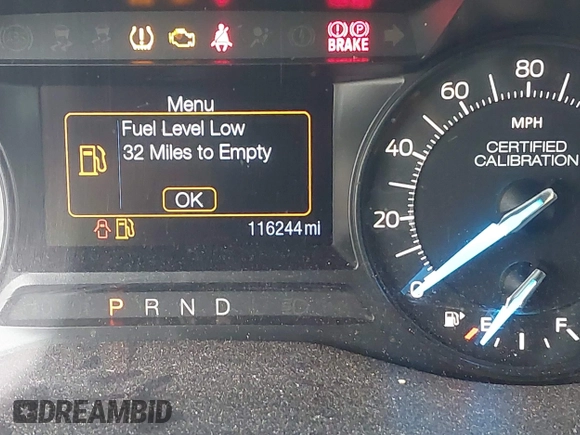 BRAKE
Menu
Fuel Level Low
32 Miles to Empty
OK
116244 mi
P R N D
0
20
40
60
80
MPH
CERTIFIED
CALIBRATION
E
F
DREAMBID